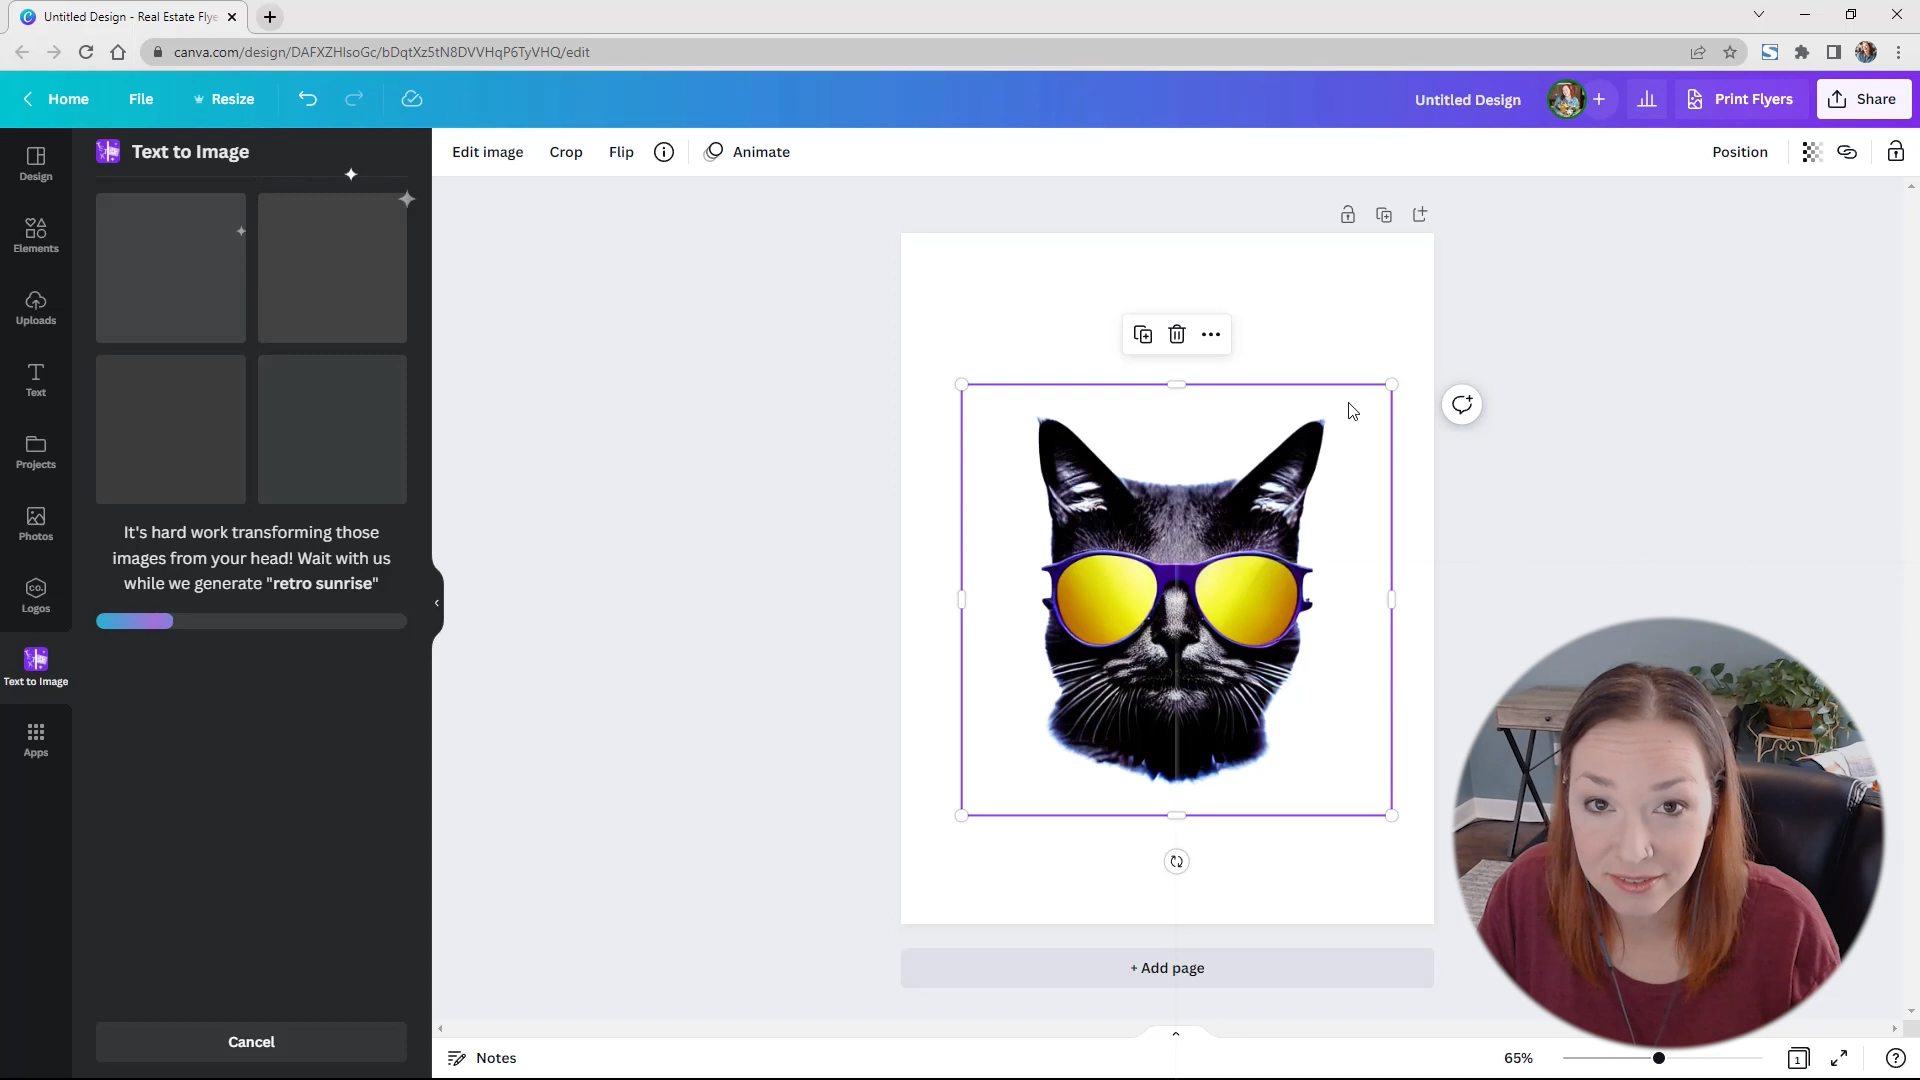 Untitled Design - Real Estate Flye
canva.com/design/DAFXZHIsoGc/bDqtXz5tN8DVVHqP6TyVHQ/edit
Home
File
Resize
Untitled Design
Print Flyers
Share
Design
Elements
Uploads
Text
Projects
Photos
CO.
Logos
Text to Image
Apps
Text to Image
It's hard work transforming those
images from your head! Wait with us
while we generate "retro sunrise"
Cancel
Edit image
Crop
Flip
Animate
Position
+ Add page
Notes
65%
1